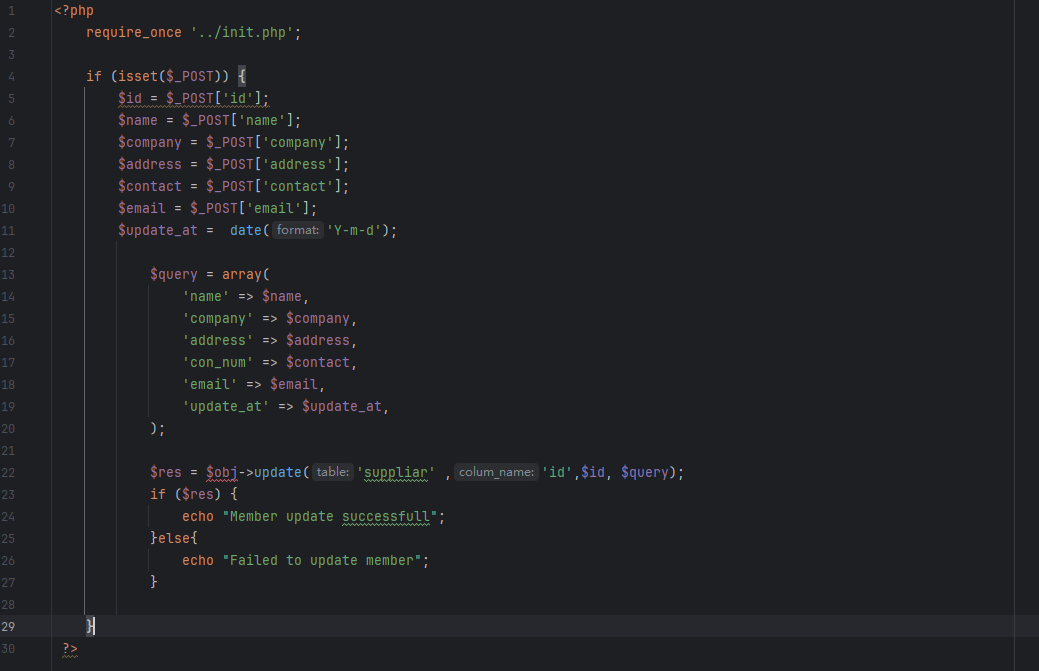 1 <?php
2 require_once '../init.php';
3
4 if (isset($_POST)) {
5 $id = $_POST['id'];
6 $name = $_POST['name'];
7 $company = $_POST['company'];
8 $address = $_POST['address'];
9 $contact = $_POST['contact'];
10 $email = $_POST['email'];
11 $update_at =  date( format: 'Y-m-d');
12
13 $query = array(
14 'name' => $name,
15 'company' => $company,
16 'address' => $address,
17 'con_num' => $contact,
18 'email' => $email,
19 'update_at' => $update_at,
20 );
21
22 $res = $obj->update( table: 'suppliar' , colum_name: 'id',$id, $query);
23 if ($res) {
24 echo "Member update successfull";
25 }else{
26 echo "Failed to update member";
27 }
28
29 }
30 ?>